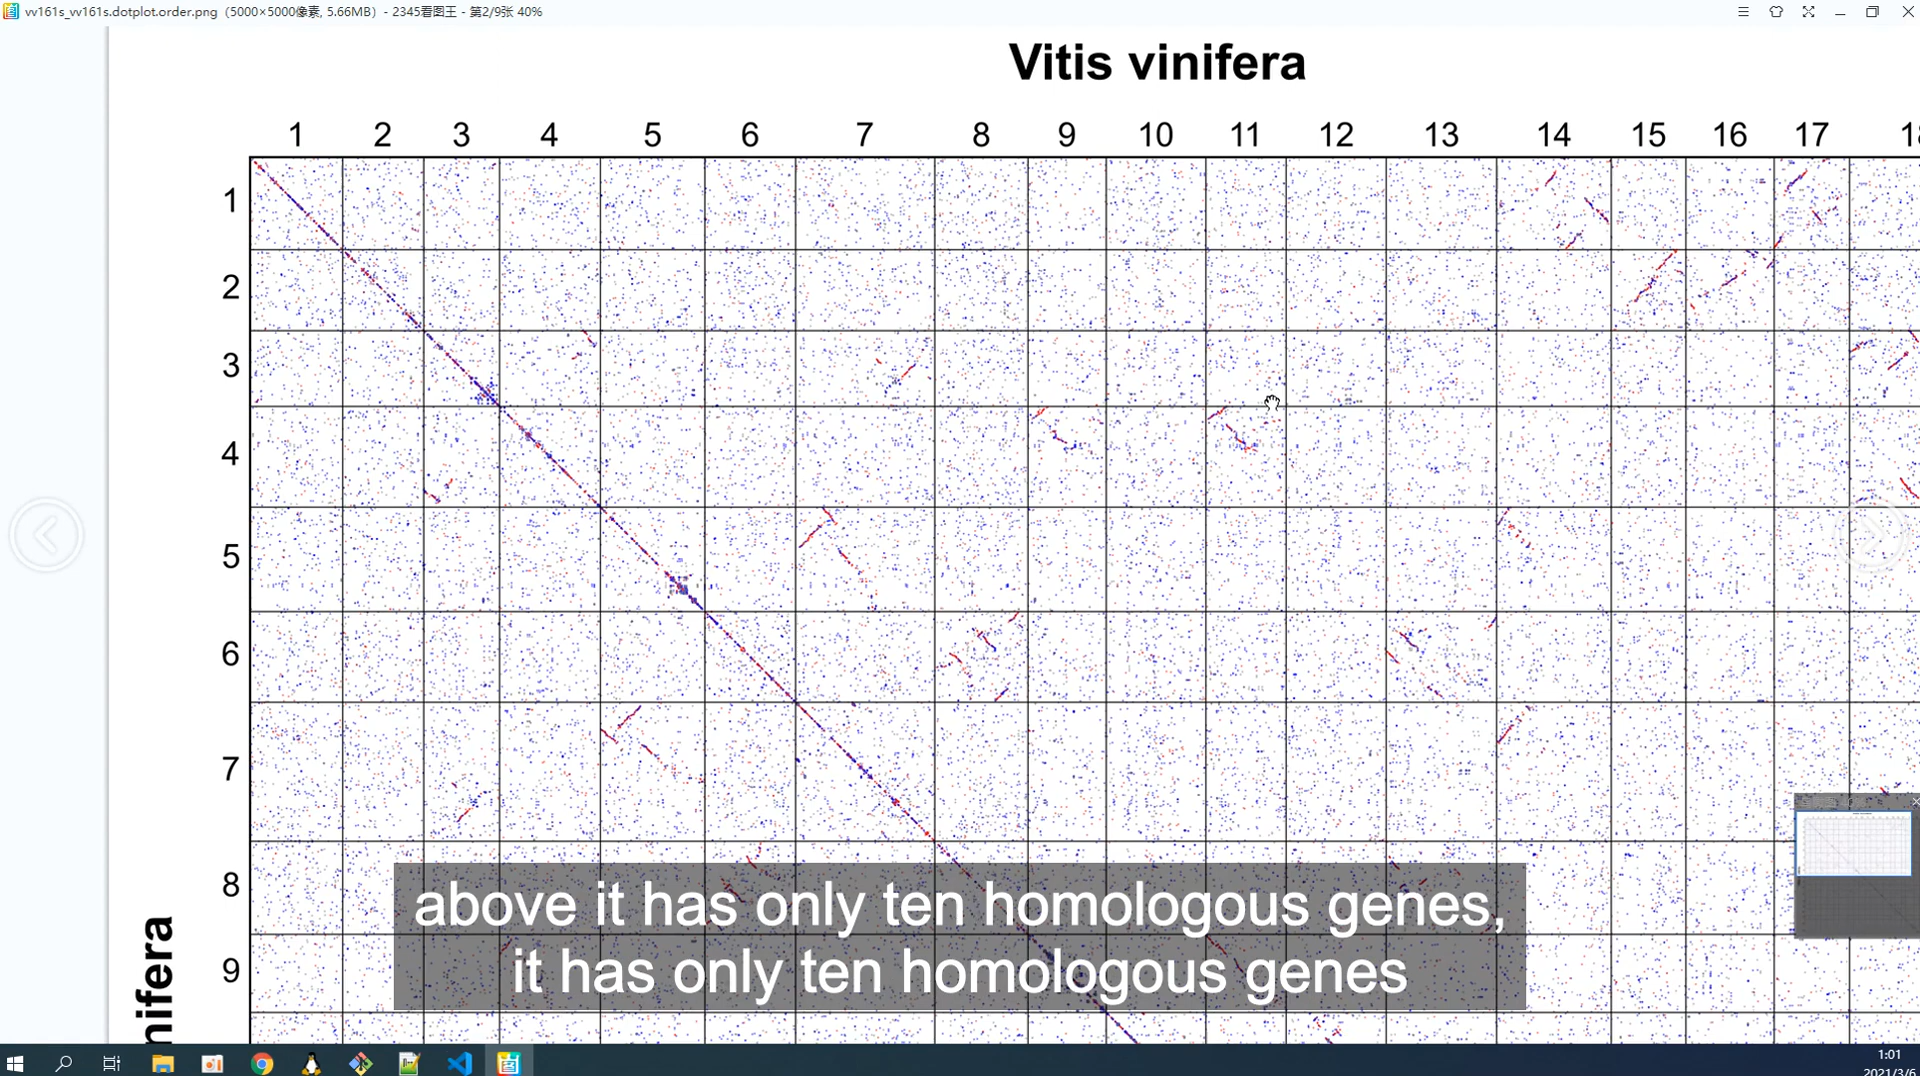 vv161s_vv161s.dotplot.order.png (5000×5000像素, 5.66MB) - 2345看图王 - 第2/9张 40%
Vitis vinifera
1 2 3 4 5 6 7 8 9 10 11 12 13 14 15 16 17 18
1
2
3
4
5
6
7
8
9
nifera
above it has only ten homologous genes,
it has only ten homologous genes
1:01
2021/3/6